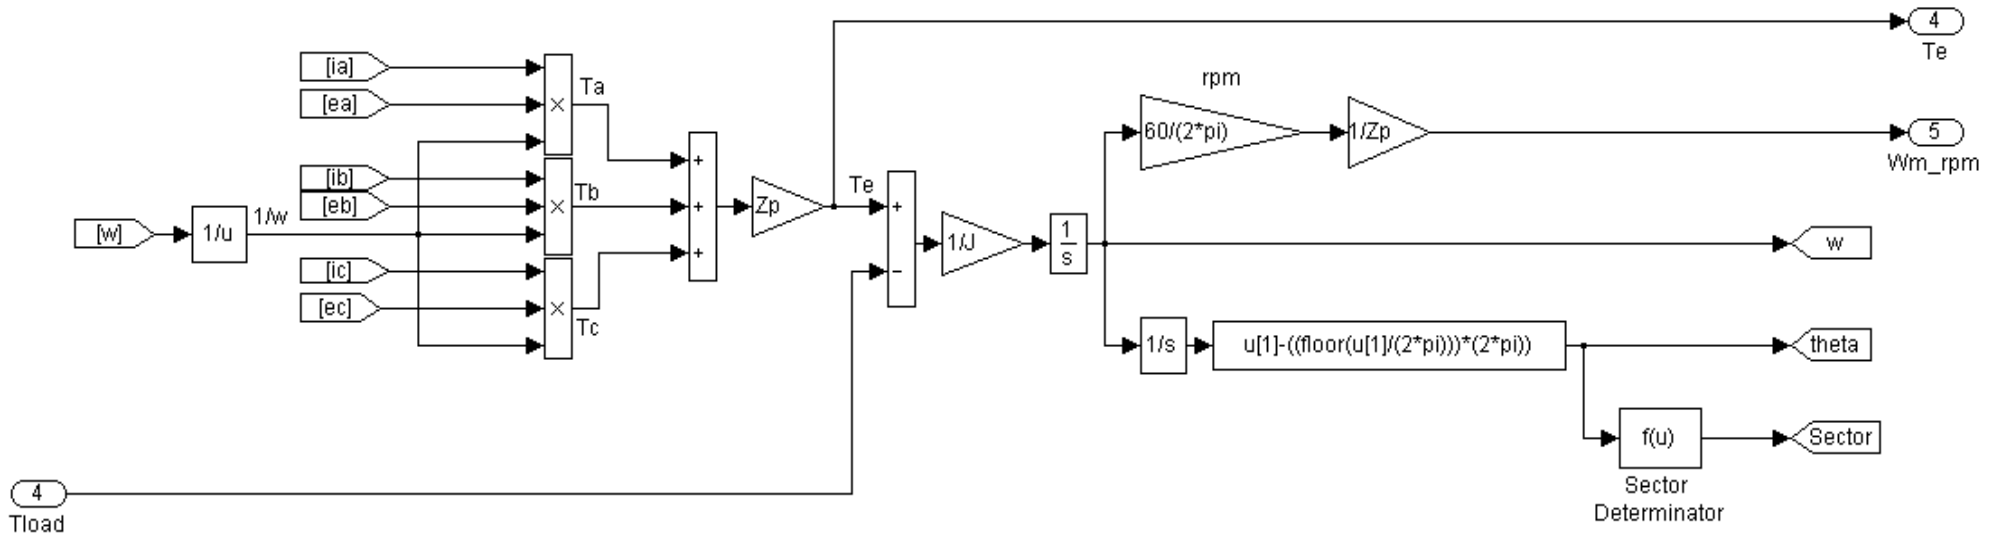 4
Te
rpm
[ia]
Ta
[ea]
×
60/(2*pi)
1/Zp
5
Wm_rpm
+
[ib]
Tb
[eb]
×
+
Zp
Te
+
[w]
1/u
1/w
1/J
1
s
w
+
[ic]
−
[ec]
×
Tc
1/s
u[1]-((floor(u[1]/(2*pi)))*(2*pi))
theta
f(u)
Sector
Sector
Determinator
4
Tload